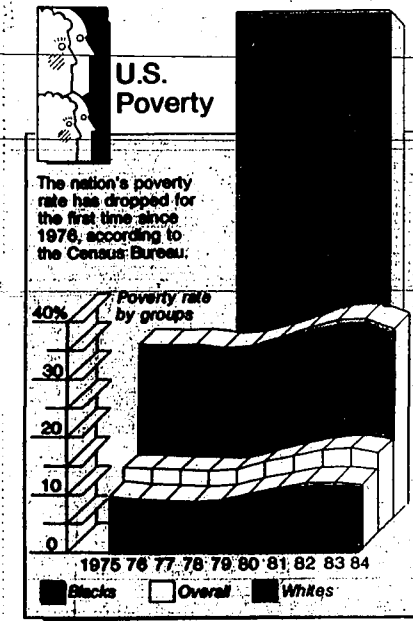 U.S.
Poverty
The nation's poverty
rate has dropped for
the first time since
1976, according to
the Census Bureau.
Poverty rate
by groups
40%
30
20
10
0
1975 76 77 78 79 80 81 82 83 84
Blacks Overall Whites